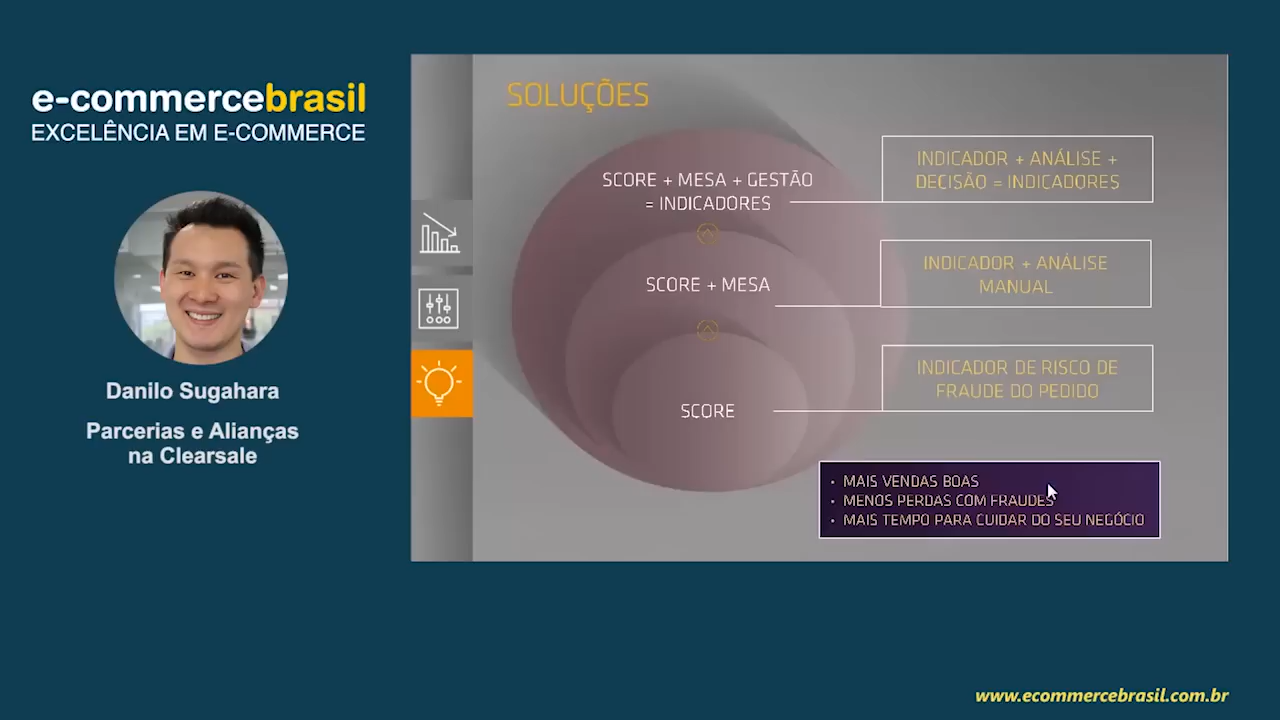 e-commercebrasil
EXCELÊNCIA EM E-COMMERCE
Danilo Sugahara
Parcerias e Alianças
na Clearsale
SOLUÇÕES
SCORE + MESA + GESTÃO
= INDICADORES
INDICADOR + ANÁLISE +
DECISÃO = INDICADORES
SCORE + MESA
INDICADOR + ANÁLISE
MANUAL
SCORE
INDICADOR DE RISCO DE
FRAUDE DO PEDIDO
• MAIS VENDAS BOAS
• MENOS PERDAS COM FRAUDES
• MAIS TEMPO PARA CUIDAR DO SEU NEGÓCIO
www.ecommercebrasil.com.br